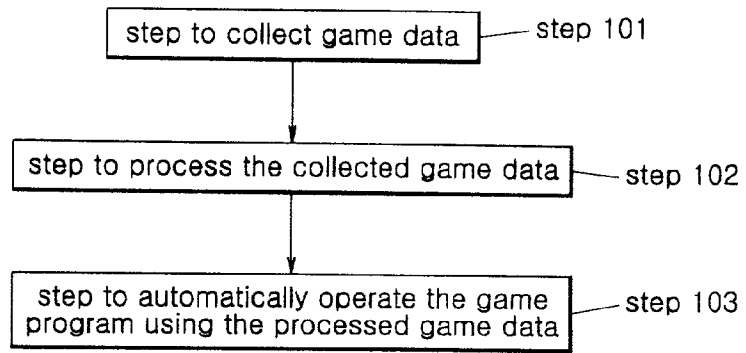 step to collect game data
step 101
step to process the collected game data
step 102
step to automatically operate the game
program using the processed game data
step 103